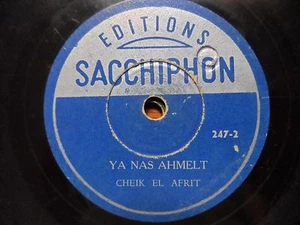 EDITIONS
SACCHIPHON
247-2
YA NAS AHMELT
CHEIK EL AFRIT